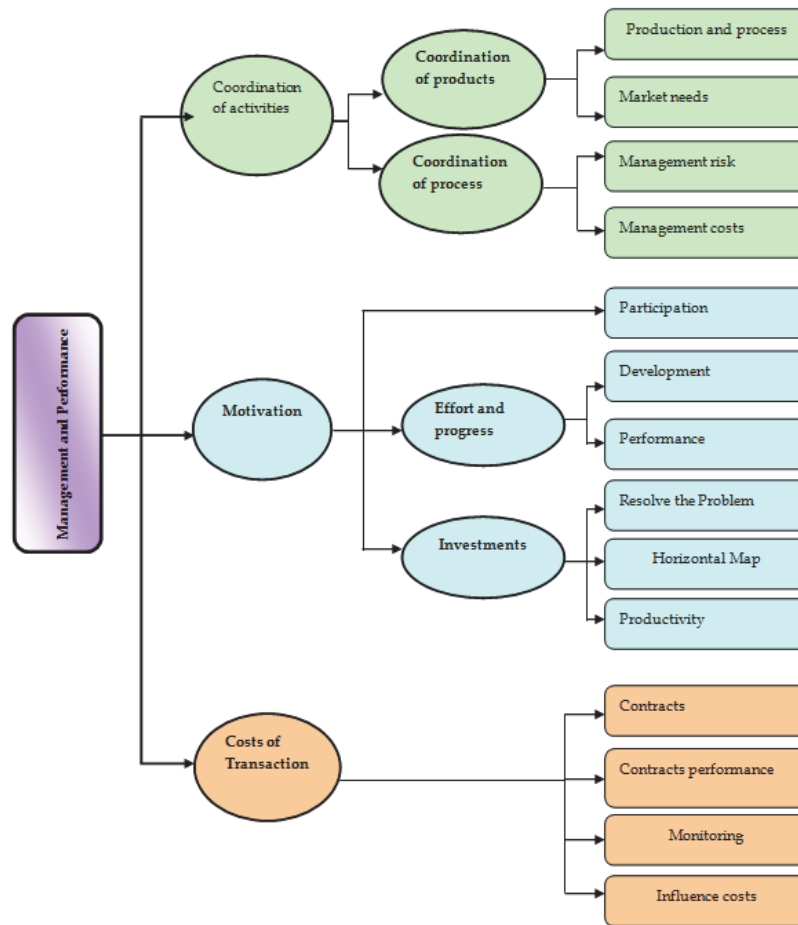 Management and Performance
Coordination
of activities
Coordination
of products
Production and process
Market needs
Coordination
of process
Management risk
Management costs
Motivation
Participation
Effort and
progress
Development
Performance
Investments
Resolve the Problem
Horizontal Map
Productivity
Costs of
Transaction
Contracts
Contracts performance
Monitoring
Influence costs